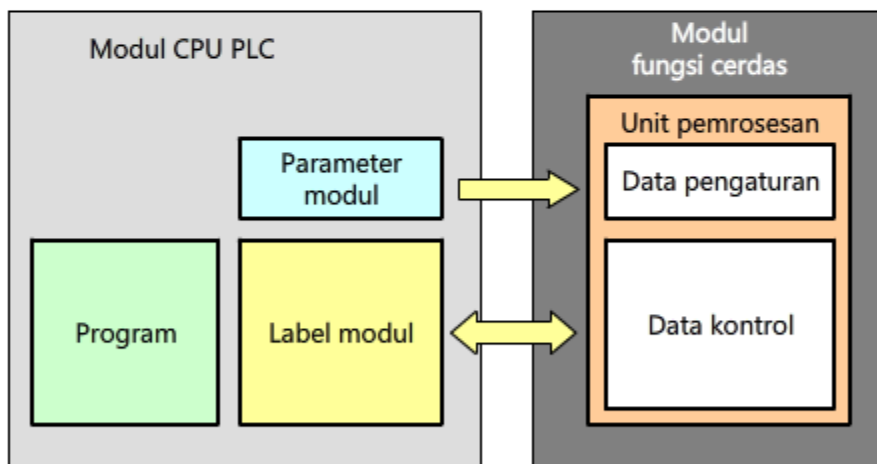 Modul CPU PLC
Modul
fungsi cerdas
Unit pemrosesan
Parameter
modul
Data pengaturan
Program
Label modul
Data kontrol